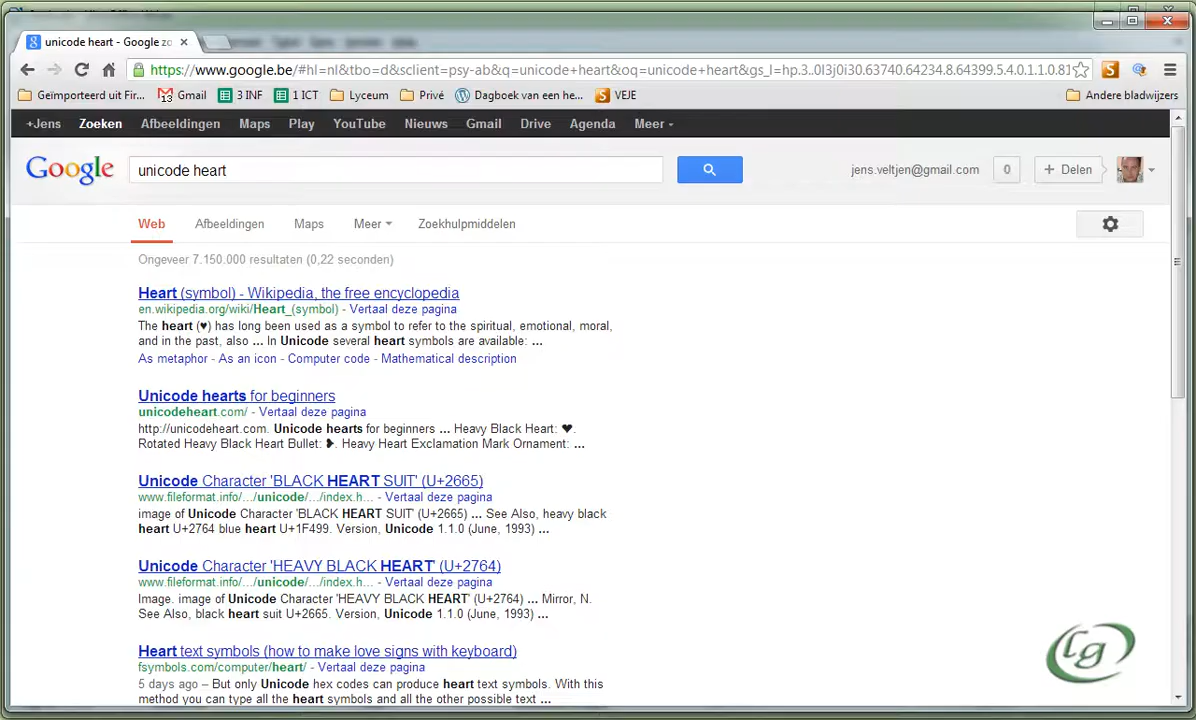 unicode heart - Google zo
https://www.google.be/#hl=nl&tbo=d&sclient=psy-ab&q=unicode+heart&oq=unicode+heart&gs_l=hp.3..0l3j0i30.63740.64234.8.64399.5.4.0.1.1.0.81
Geïmporteerd uit Fir... 13 Gmail 3 INF 1 ICT Lyceum Privé Dagboek van een he... S VEJE Andere bladwijzers
+Jens Zoeken Afbeeldingen Maps Play YouTube Nieuws Gmail Drive Agenda Meer
Google unicode heart jens.veltjen@gmail.com 0 + Delen
Web Afbeeldingen Maps Meer Zoekhulpmiddelen
Ongeveer 7.150.000 resultaten (0,22 seconden)
Heart (symbol) - Wikipedia, the free encyclopedia
en.wikipedia.org/wiki/Heart_(symbol) - Vertaal deze pagina
The heart (♥) has long been used as a symbol to refer to the spiritual, emotional, moral,
and in the past, also ... In Unicode several heart symbols are available: ...
As metaphor - As an icon - Computer code - Mathematical description
Unicode hearts for beginners
unicodeheart.com/ - Vertaal deze pagina
http://unicodeheart.com. Unicode hearts for beginners ... Heavy Black Heart: ❤.
Rotated Heavy Black Heart Bullet: ❥. Heavy Heart Exclamation Mark Ornament: ...
Unicode Character 'BLACK HEART SUIT' (U+2665)
www.fileformat.info/.../unicode/.../index.h... - Vertaal deze pagina
image of Unicode Character 'BLACK HEART SUIT' (U+2665) ... See Also, heavy black
heart U+2764 blue heart U+1F499. Version, Unicode 1.1.0 (June, 1993) ...
Unicode Character 'HEAVY BLACK HEART' (U+2764)
www.fileformat.info/.../unicode/.../index.h... - Vertaal deze pagina
Image. image of Unicode Character 'HEAVY BLACK HEART' (U+2764) ... Mirror, N.
See Also, black heart suit U+2665. Version, Unicode 1.1.0 (June, 1993) ...
Heart text symbols (how to make love signs with keyboard)
fsymbols.com/computer/heart/ - Vertaal deze pagina
5 days ago – But only Unicode hex codes can produce heart text symbols. With this
method you can type all the heart symbols and all the other possible text ...
lg